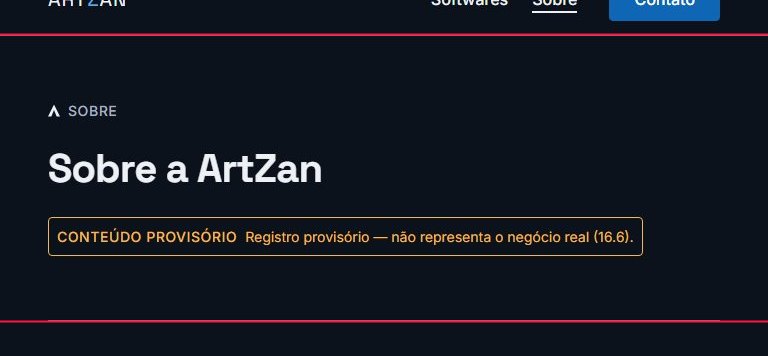 ARTZAN
Softwares Sobre Contato
SOBRE
Sobre a ArtZan
CONTEÚDO PROVISÓRIO Registro provisório — não representa o negócio real (16.6).